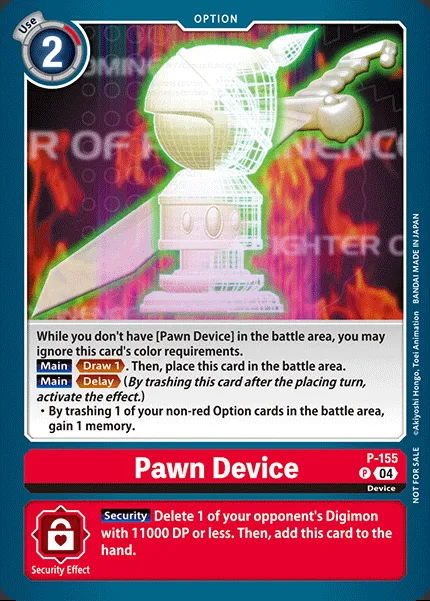 OPTION
Use
2
OMING
R OF
NENC
GHTER O
While you don't have [Pawn Device] in the battle area, you may
ignore this card's color requirements.
Main Draw 1. Then, place this card in the battle area.
Main Delay (By trashing this card after the placing turn,
activate the effect.)
・By trashing 1 of your non-red Option cards in the battle area,
gain 1 memory.
Pawn Device
P-155
P 04
Device
Security Delete 1 of your opponent's Digimon
with 11000 DP or less. Then, add this card to the
hand.
Security Effect
NOT FOR SALE ©Akiyoshi Hongo, Toei Animation BANDAI MADE IN JAPAN